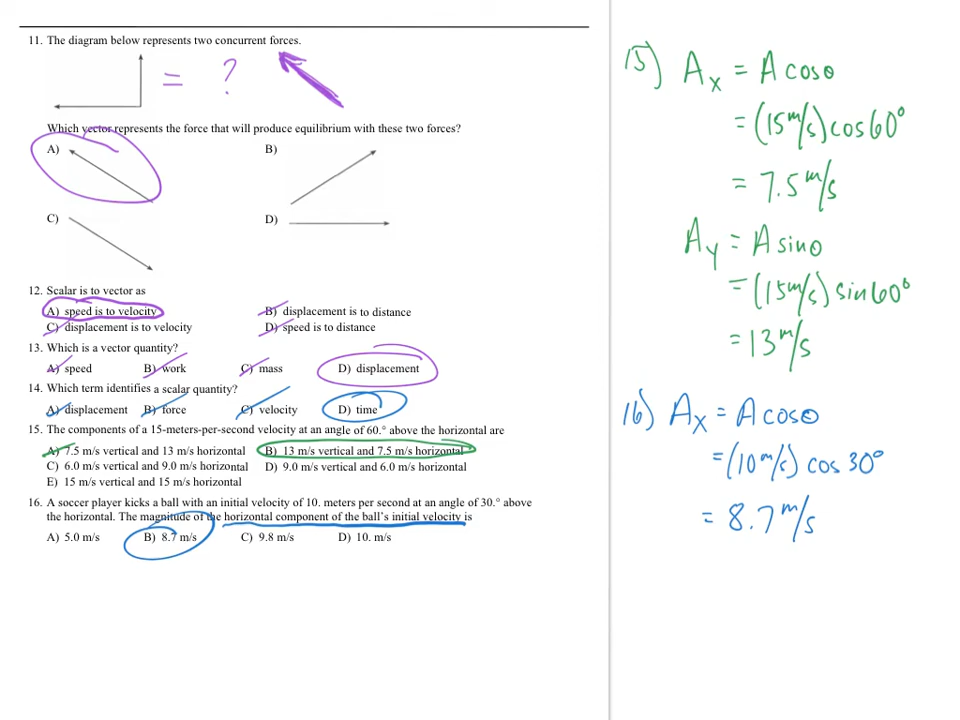 11. The diagram below represents two concurrent forces.
= ?
Which vector represents the force that will produce equilibrium with these two forces?
A) B)
C) D)
12. Scalar is to vector as
A) speed is to velocity B) displacement is to distance
C) displacement is to velocity D) speed is to distance
13. Which is a vector quantity?
A) speed B) work C) mass D) displacement
14. Which term identifies a scalar quantity?
A) displacement B) force C) velocity D) time
15. The components of a 15-meters-per-second velocity at an angle of 60.° above the horizontal are
A) 7.5 m/s vertical and 13 m/s horizontal B) 13 m/s vertical and 7.5 m/s horizontal
C) 6.0 m/s vertical and 9.0 m/s horizontal D) 9.0 m/s vertical and 6.0 m/s horizontal
E) 15 m/s vertical and 15 m/s horizontal
16. A soccer player kicks a ball with an initial velocity of 10. meters per second at an angle of 30.° above
the horizontal. The magnitude of the horizontal component of the ball's initial velocity is
A) 5.0 m/s B) 8.7 m/s C) 9.8 m/s D) 10. m/s
15) Ax = A cosθ
= (15 m/s) cos60°
= 7.5 m/s
Ay = A sinθ
= (15 m/s) sin60°
= 13 m/s
16) Ax = A cosθ
= (10 m/s) cos 30°
= 8.7 m/s